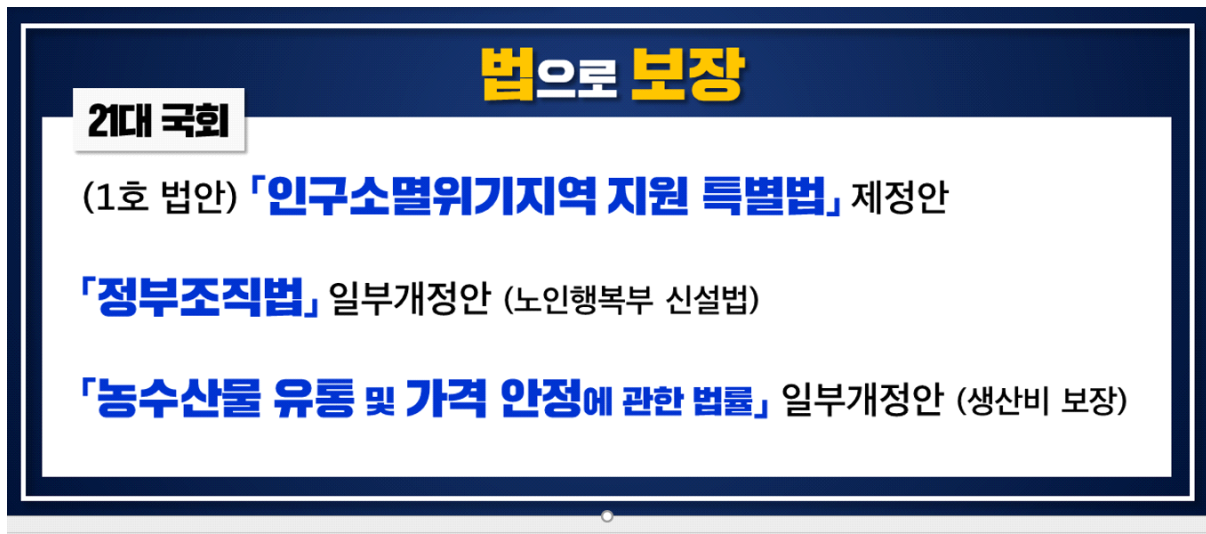 법으로 보장
21대 국회
(1호 법안) 「인구소멸위기지역 지원 특별법」 제정안
「정부조직법」 일부개정안 (노인행복부 신설법)
「농수산물 유통 및 가격 안정에 관한 법률」 일부개정안 (생산비 보장)